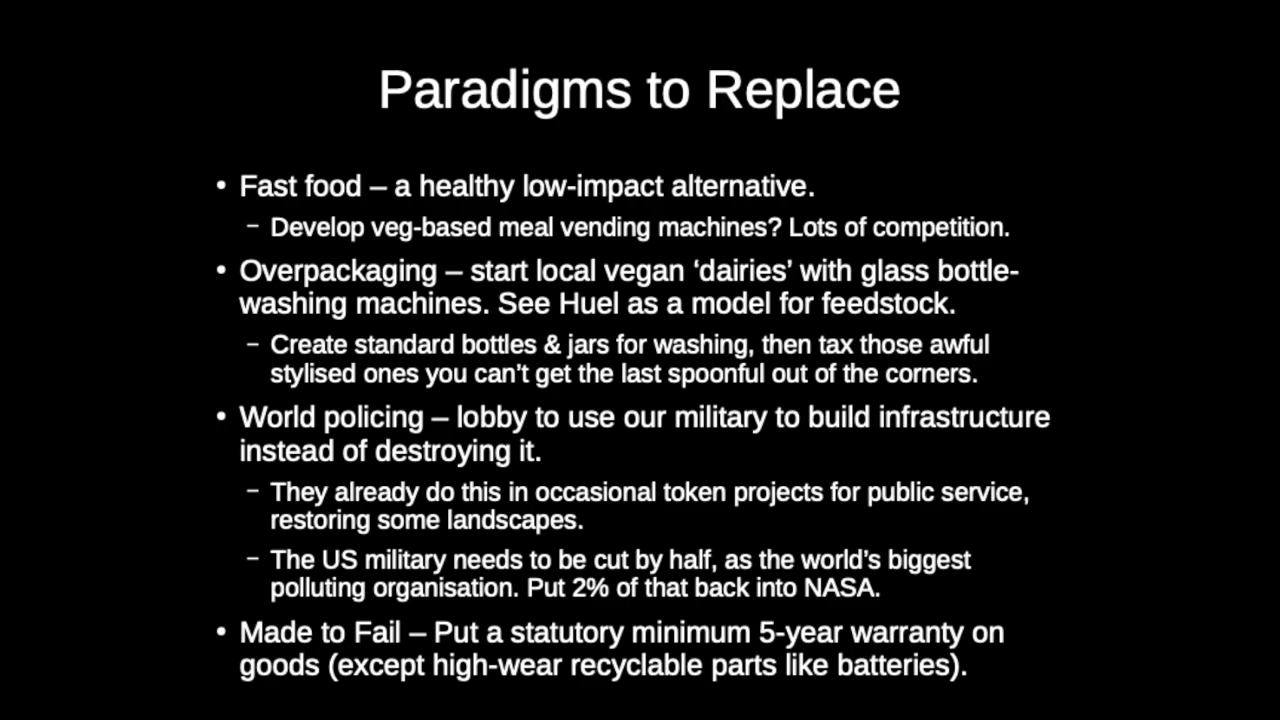 Paradigms to Replace
• Fast food – a healthy low-impact alternative.
– Develop veg-based meal vending machines? Lots of competition.
• Overpackaging – start local vegan ‘dairies’ with glass bottle-
washing machines. See Huel as a model for feedstock.
– Create standard bottles & jars for washing, then tax those awful
stylised ones you can’t get the last spoonful out of the corners.
• World policing – lobby to use our military to build infrastructure
instead of destroying it.
– They already do this in occasional token projects for public service,
restoring some landscapes.
– The US military needs to be cut by half, as the world’s biggest
polluting organisation. Put 2% of that back into NASA.
• Made to Fail – Put a statutory minimum 5-year warranty on
goods (except high-wear recyclable parts like batteries).